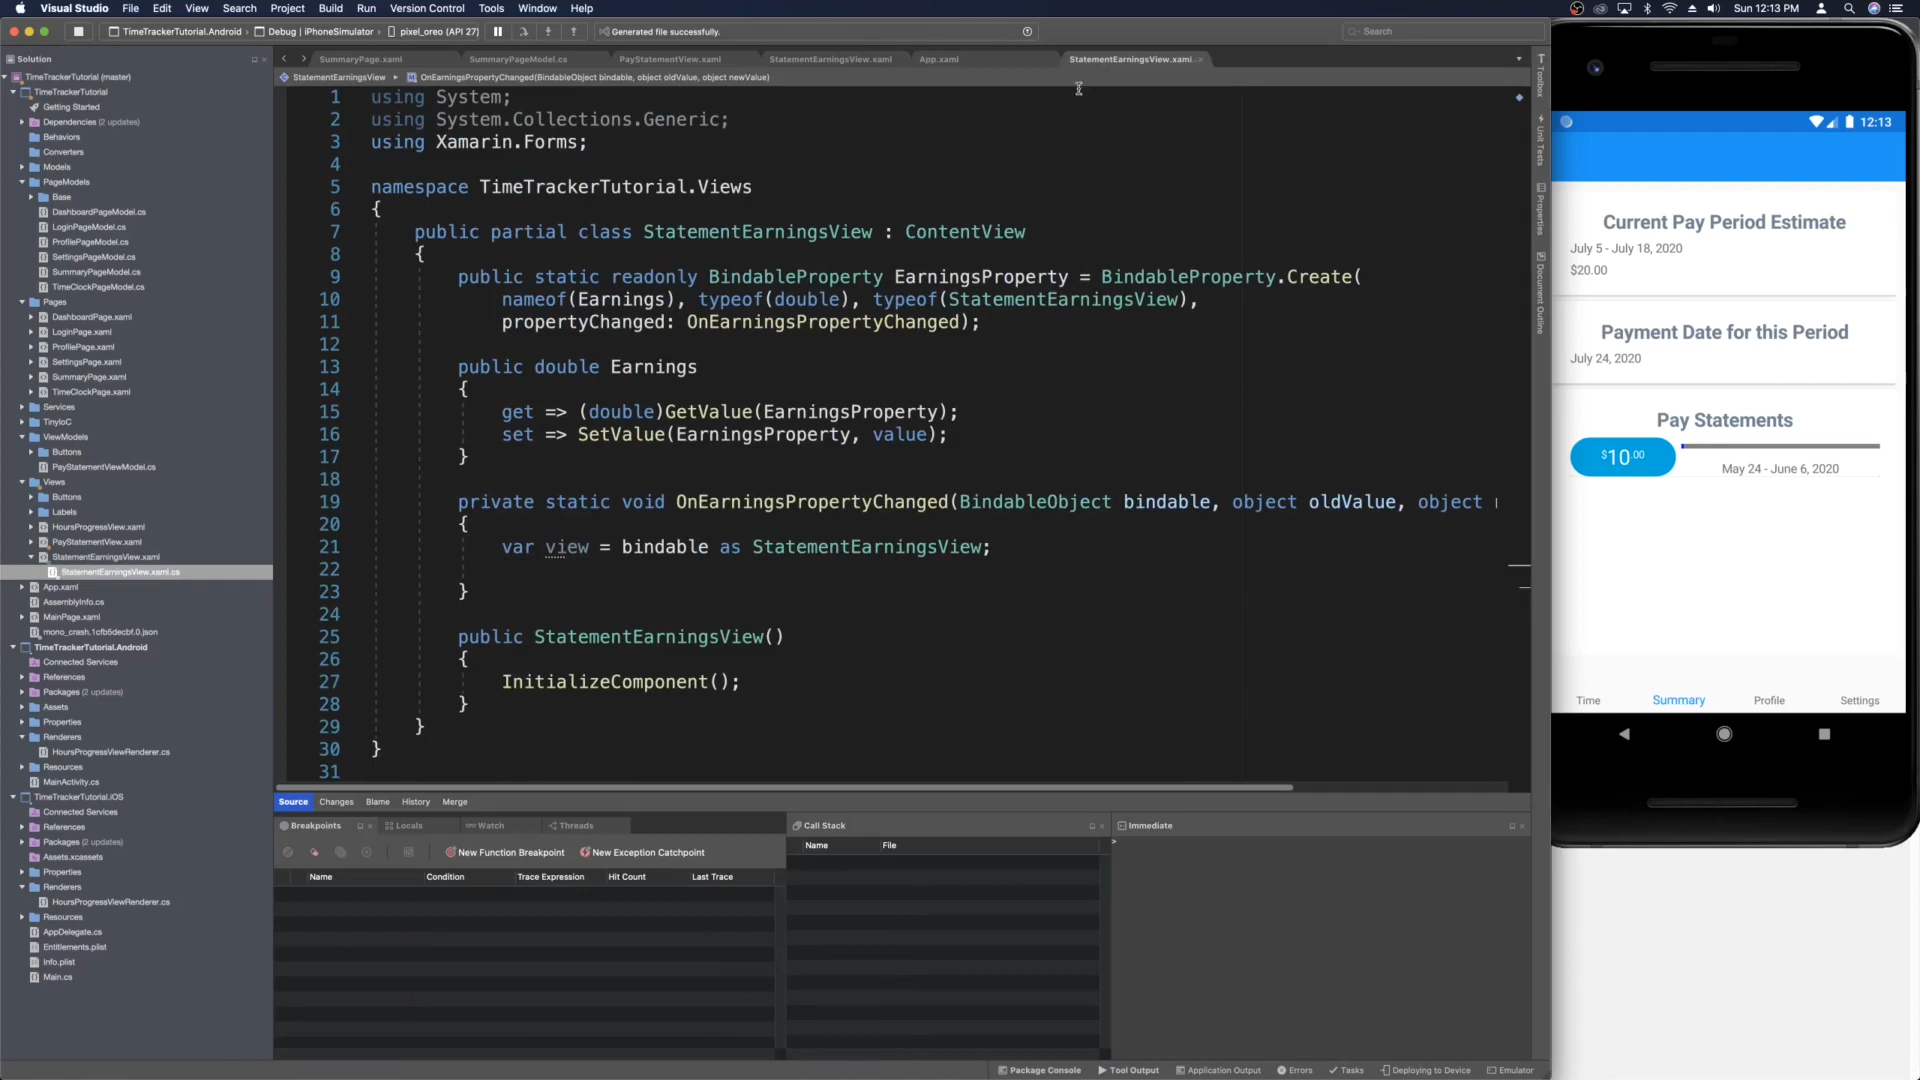 Visual Studio File Edit View Search Project Build Run Version Control Tools Window Help Sun 12:13 PM
TimeTrackerTutorial.Android Debug | iPhoneSimulator pixel_oreo (API 27) Generated file successfully. Search
Solution
TimeTrackerTutorial (master)
TimeTrackerTutorial
Getting Started
Dependencies (2 updates)
Behaviors
Converters
Models
PageModels
Base
DashboardPageModel.cs
LoginPageModel.cs
ProfilePageModel.cs
SettingsPageModel.cs
SummaryPageModel.cs
TimeClockPageModel.cs
Pages
DashboardPage.xaml
LoginPage.xaml
ProfilePage.xaml
SettingsPage.xaml
SummaryPage.xaml
TimeClockPage.xaml
Services
TinyIoC
ViewModels
Buttons
PayStatementViewModel.cs
Views
Buttons
Labels
HoursProgressView.xaml
PayStatementView.xaml
StatementEarningsView.xaml
StatementEarningsView.xaml.cs
App.xaml
AssemblyInfo.cs
MainPage.xaml
mono_crash.1cfb5decbf.0.json
TimeTrackerTutorial.Android
Connected Services
References
Packages (2 updates)
Assets
Properties
Renderers
HoursProgressViewRenderer.cs
Resources
MainActivity.cs
TimeTrackerTutorial.iOS
Connected Services
References
Packages (2 updates)
Assets.xcassets
Properties
Renderers
HoursProgressViewRenderer.cs
Resources
AppDelegate.cs
Entitlements.plist
Info.plist
Main.cs
SummaryPage.xaml SummaryPageModel.cs PayStatementView.xaml StatementEarningsView.xaml App.xaml StatementEarningsView.xaml.
StatementEarningsView OnEarningsPropertyChanged(BindableObject bindable, object oldValue, object newValue)
1 using System;
2 using System.Collections.Generic;
3 using Xamarin.Forms;
4
5 namespace TimeTrackerTutorial.Views
6 {
7 public partial class StatementEarningsView : ContentView
8 {
9 public static readonly BindableProperty EarningsProperty = BindableProperty.Create(
10 nameof(Earnings), typeof(double), typeof(StatementEarningsView),
11 propertyChanged: OnEarningsPropertyChanged);
12
13 public double Earnings
14 {
15 get => (double)GetValue(EarningsProperty);
16 set => SetValue(EarningsProperty, value);
17 }
18
19 private static void OnEarningsPropertyChanged(BindableObject bindable, object oldValue, object
20 {
21 var view = bindable as StatementEarningsView;
22
23 }
24
25 public StatementEarningsView()
26 {
27 InitializeComponent();
28 }
29 }
30 }
31
Source Changes Blame History Merge
Breakpoints Locals Watch Threads
New Function Breakpoint New Exception Catchpoint
Name Condition Trace Expression Hit Count Last Trace
Call Stack
Name File
Immediate
>
Package Console Tool Output Application Output Errors Tasks Deploying to Device Emulator
Toolbox
Unit Tests
Properties
Document Outline
12:13
Current Pay Period Estimate
July 5 - July 18, 2020
$20.00
Payment Date for this Period
July 24, 2020
Pay Statements
$10.00
May 24 - June 6, 2020
Time Summary Profile Settings